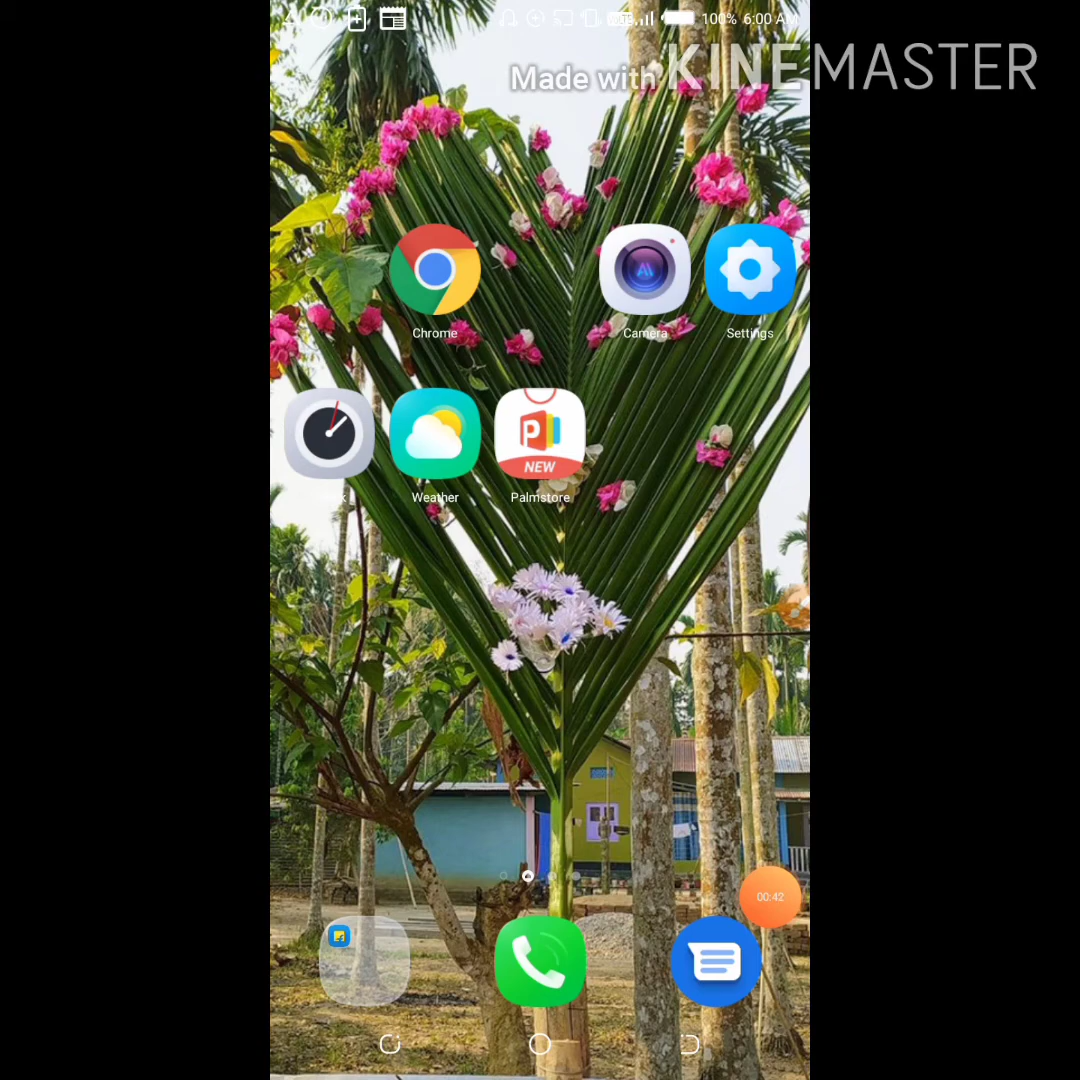 100% 6:00 AM
Made with KINEMASTER
Chrome
Camera
Settings
Weather
Palmstore
NEW
P
00:42